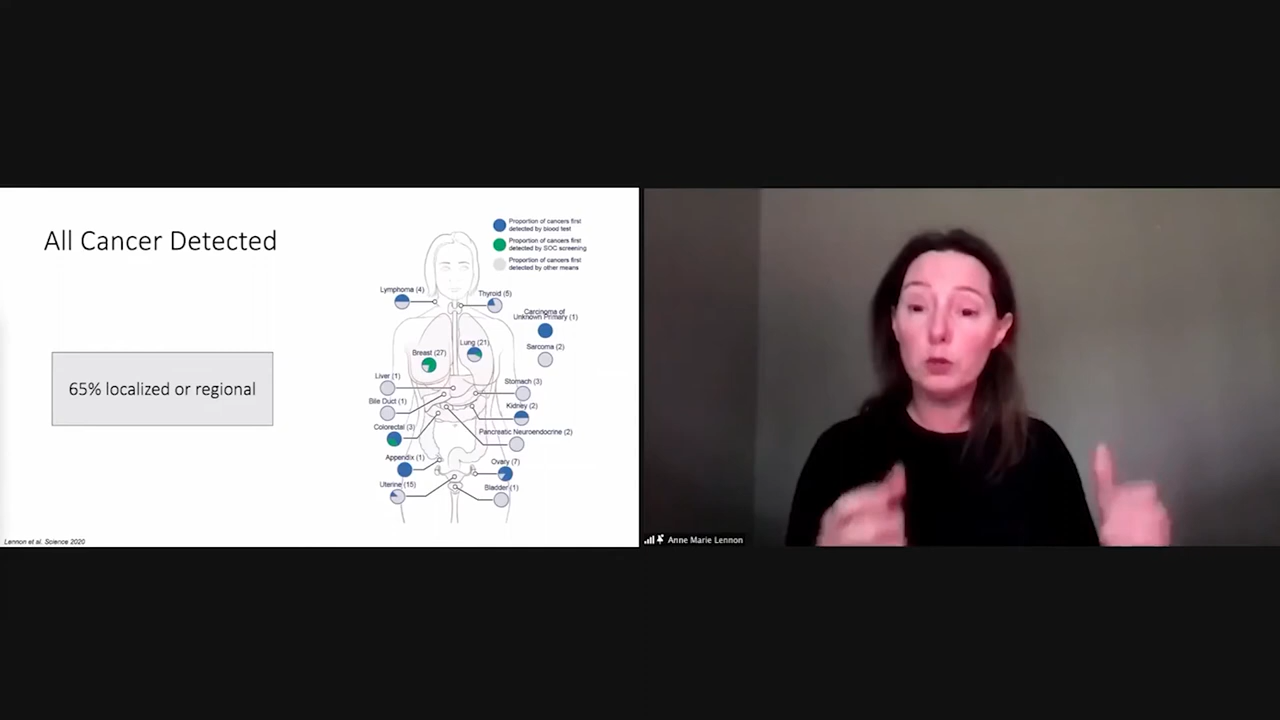 All Cancer Detected
65% localized or regional
Lennon et al. Science 2020
Proportion of cancers first
detected by blood test
Proportion of cancers first
detected by SOC screening
Proportion of cancers first
detected by other means
Lymphoma (4)
Thyroid (5)
Carcinoma of
Unknown Primary (1)
Lung (21)
Sarcoma (2)
Breast (27)
Liver (1)
Stomach (3)
Bile Duct (1)
Kidney (2)
Colorectal (3)
Pancreatic Neuroendocrine (2)
Appendix (1)
Ovary (7)
Uterine (15)
Bladder (1)
Anne Marie Lennon